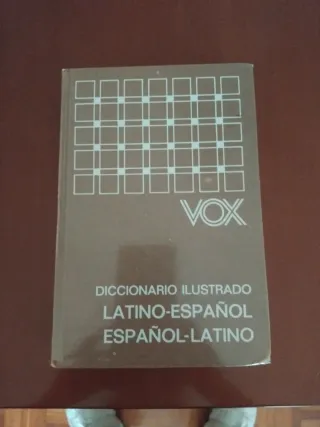 VOX
DICCIONARIO ILUSTRADO
LATINO-ESPAÑOL
ESPAÑOL-LATINO